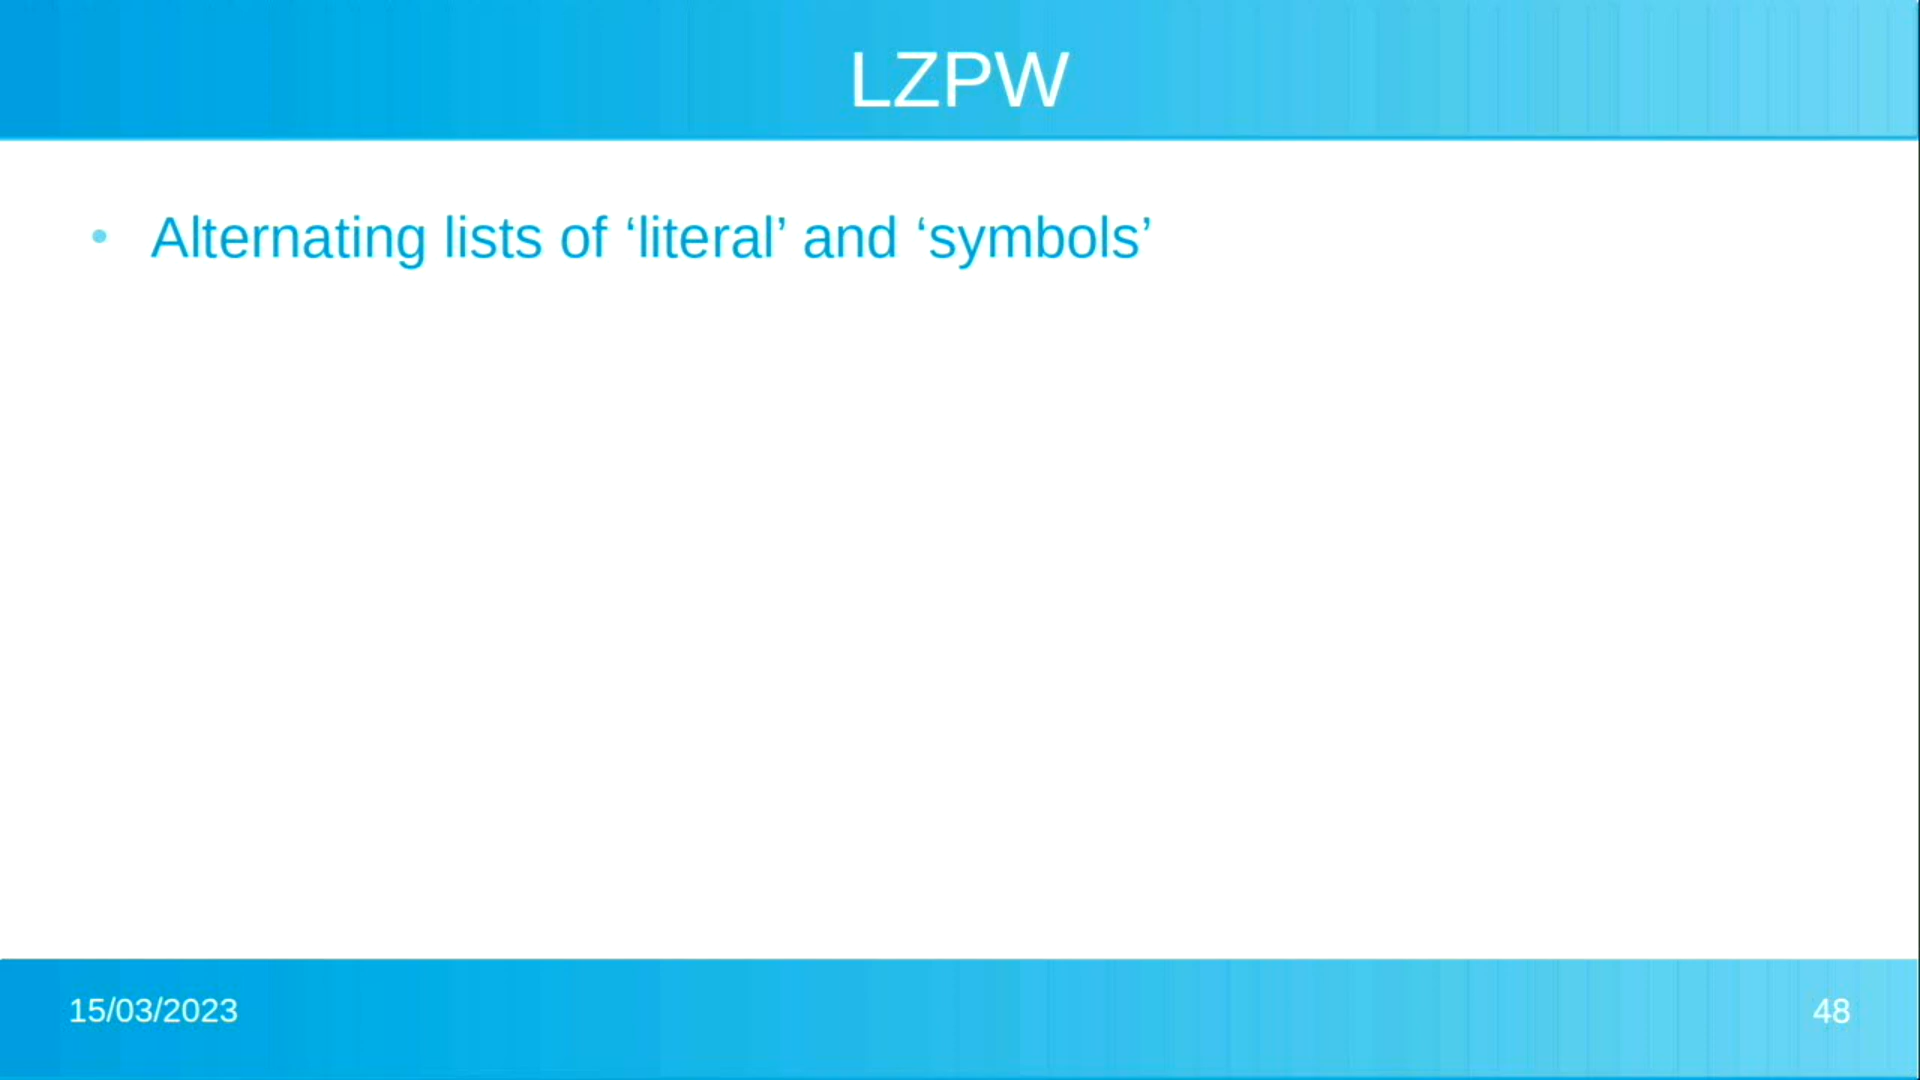 LZPW
• Alternating lists of ‘literal’ and ‘symbols’
15/03/2023
48